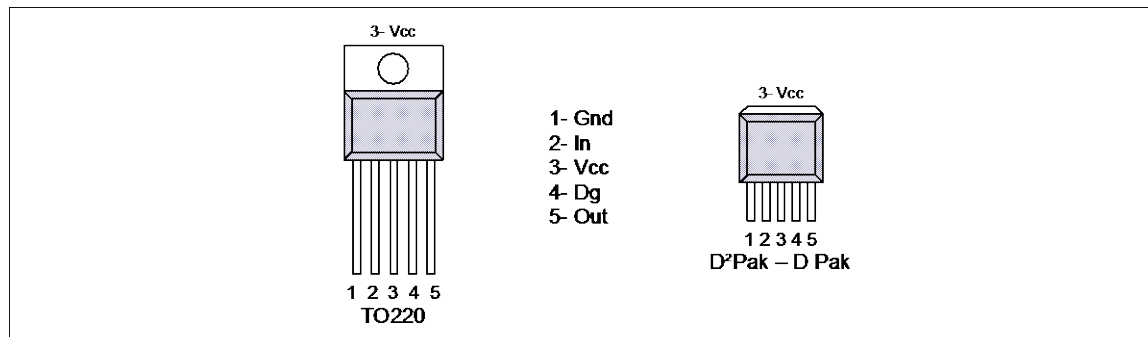 3- Vcc
1 2 3 4 5
TO220
1- Gnd
2- In
3- Vcc
4- Dg
5- Out
3- Vcc
1 2 3 4 5
D²Pak – D Pak